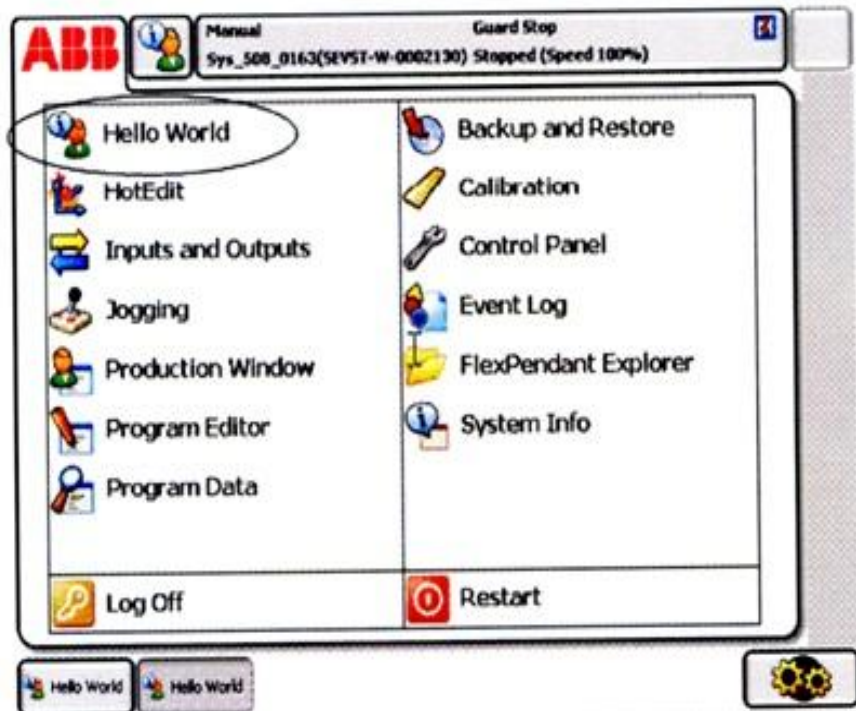 ABB
Manual
Guard Stop
Sys_508_0163(SEVST-W-0002130) Stopped (Speed 100%)
Hello World
HotEdit
Inputs and Outputs
Jogging
Production Window
Program Editor
Program Data
Log Off
Backup and Restore
Calibration
Control Panel
Event Log
FlexPendant Explorer
System Info
Restart
Hello World
Hello World